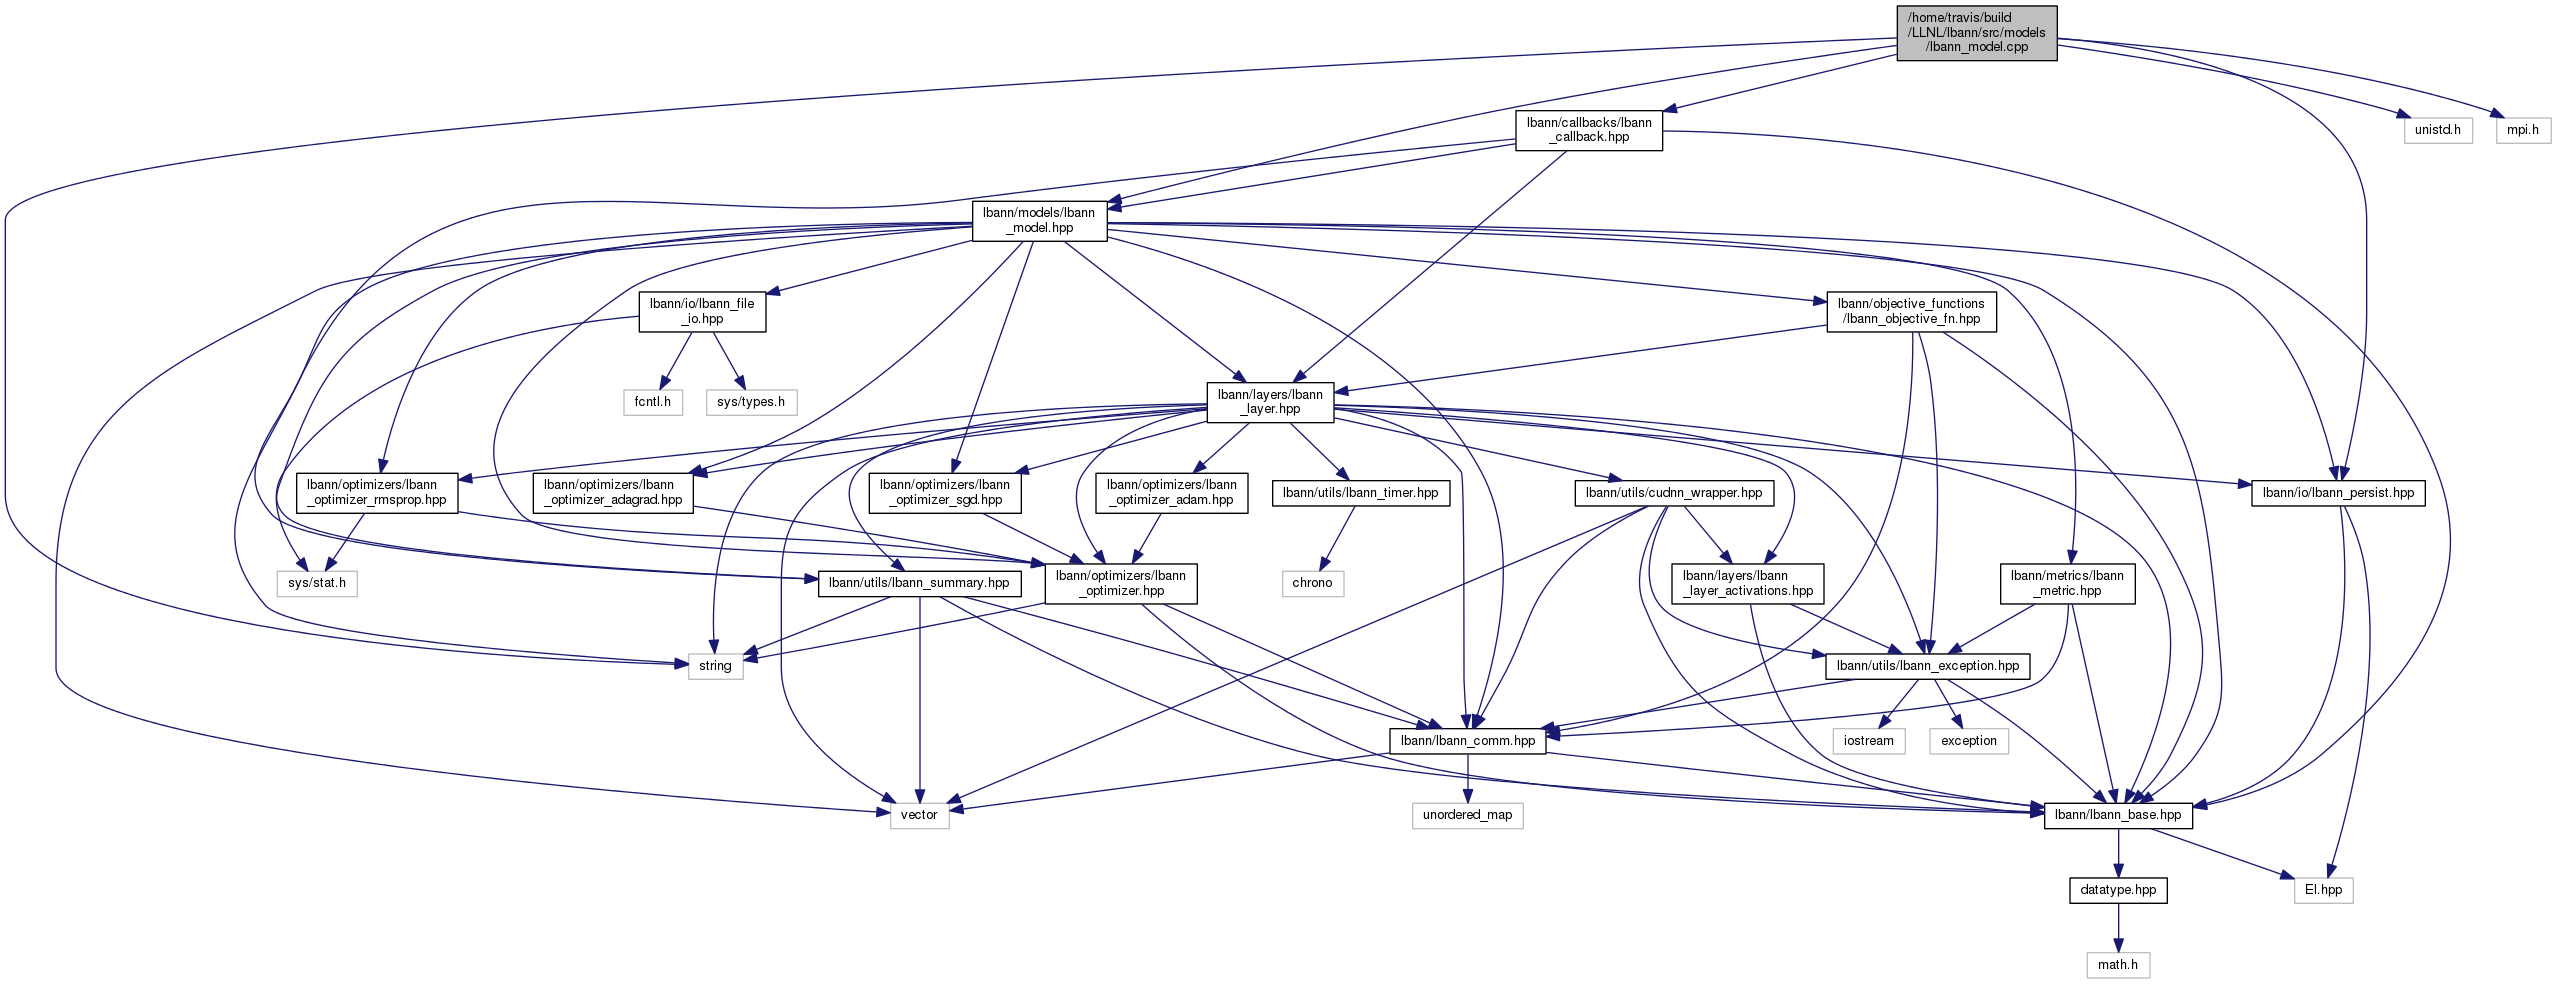 /home/travis/build
/LLNL/lbann/src/models
/lbann_model.cpp
lbann/callbacks/lbann
_callback.hpp
unistd.h
mpi.h
lbann/models/lbann
_model.hpp
lbann/io/lbann_file
_io.hpp
lbann/objective_functions
/lbann_objective_fn.hpp
fcntl.h
sys/types.h
lbann/layers/lbann
_layer.hpp
lbann/optimizers/lbann
_optimizer_rmsprop.hpp
lbann/optimizers/lbann
_optimizer_adagrad.hpp
lbann/optimizers/lbann
_optimizer_sgd.hpp
lbann/optimizers/lbann
_optimizer_adam.hpp
lbann/utils/lbann_timer.hpp
lbann/utils/cudnn_wrapper.hpp
lbann/io/lbann_persist.hpp
sys/stat.h
lbann/utils/lbann_summary.hpp
lbann/optimizers/lbann
_optimizer.hpp
chrono
lbann/layers/lbann
_layer_activations.hpp
lbann/metrics/lbann
_metric.hpp
string
lbann/utils/lbann_exception.hpp
lbann/lbann_comm.hpp
iostream
exception
vector
unordered_map
lbann/lbann_base.hpp
datatype.hpp
El.hpp
math.h